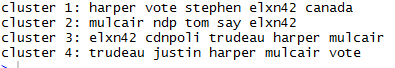 cluster 1: harper vote stephen elxn42 canada
cluster 2: mulcair ndp tom say elxn42
cluster 3: elxn42 cdnpoli trudeau harper mulcair
cluster 4: trudeau justin harper mulcair vote
>